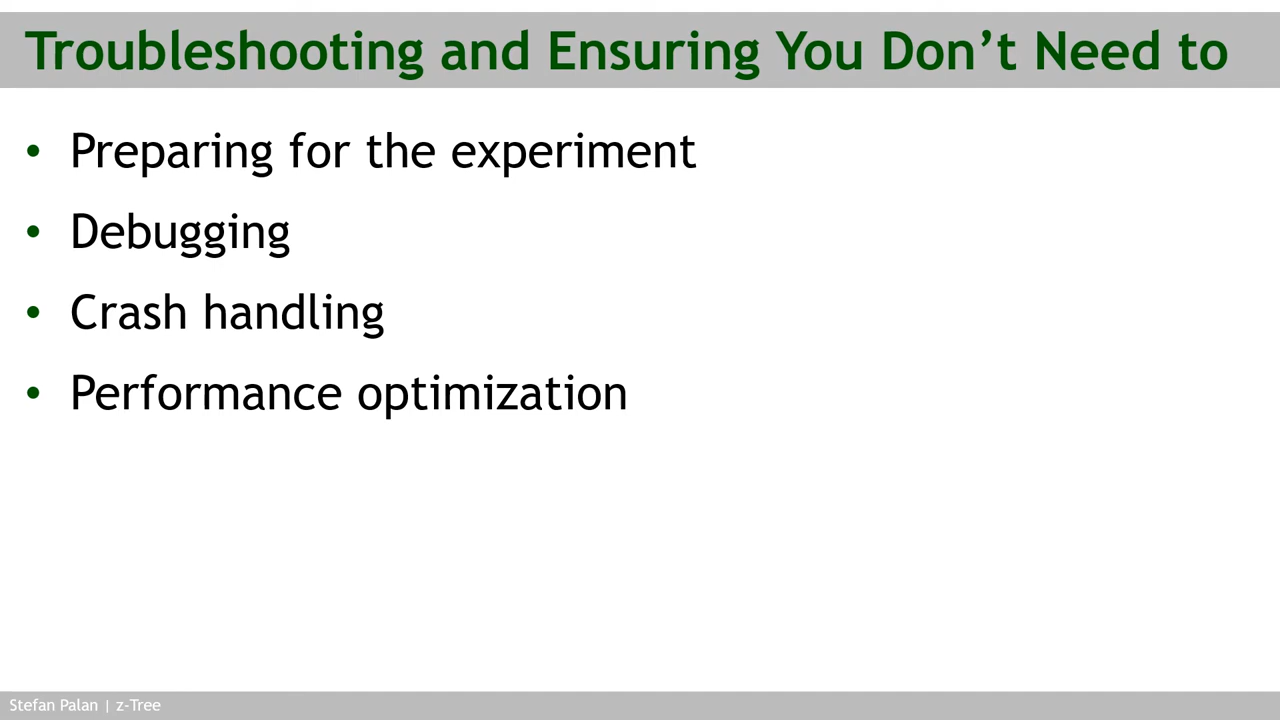 Troubleshooting and Ensuring You Don’t Need to
• Preparing for the experiment
• Debugging
• Crash handling
• Performance optimization
Stefan Palan | z-Tree